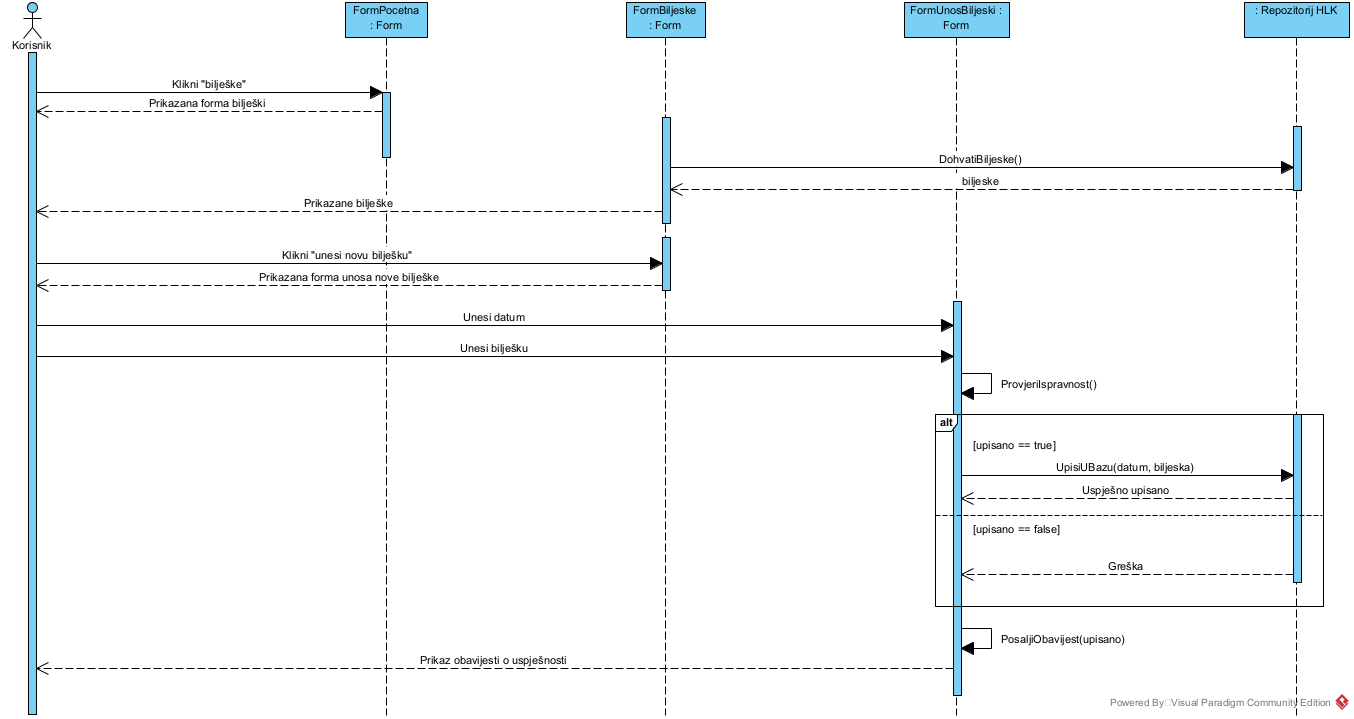 FormPocetna
: Form
FormBiljeske
: Form
FormUnosBiljeski :
Form
: Repozitorij HLK
Korisnik
Klikni "bilješke"
Prikazana forma bilješki
DohvatiBiljeske()
biljeske
Prikazane bilješke
Klikni "unesi novu bilješku"
Prikazana forma unosa nove bilješke
Unesi datum
Unesi bilješku
ProvjeriIspravnost()
alt
[upisano == true]
UpisiUBazu(datum, biljeska)
Uspješno upisano
[upisano == false]
Greška
PosaljiObavijest(upisano)
Prikaz obavijesti o uspješnosti
Powered By Visual Paradigm Community Edition